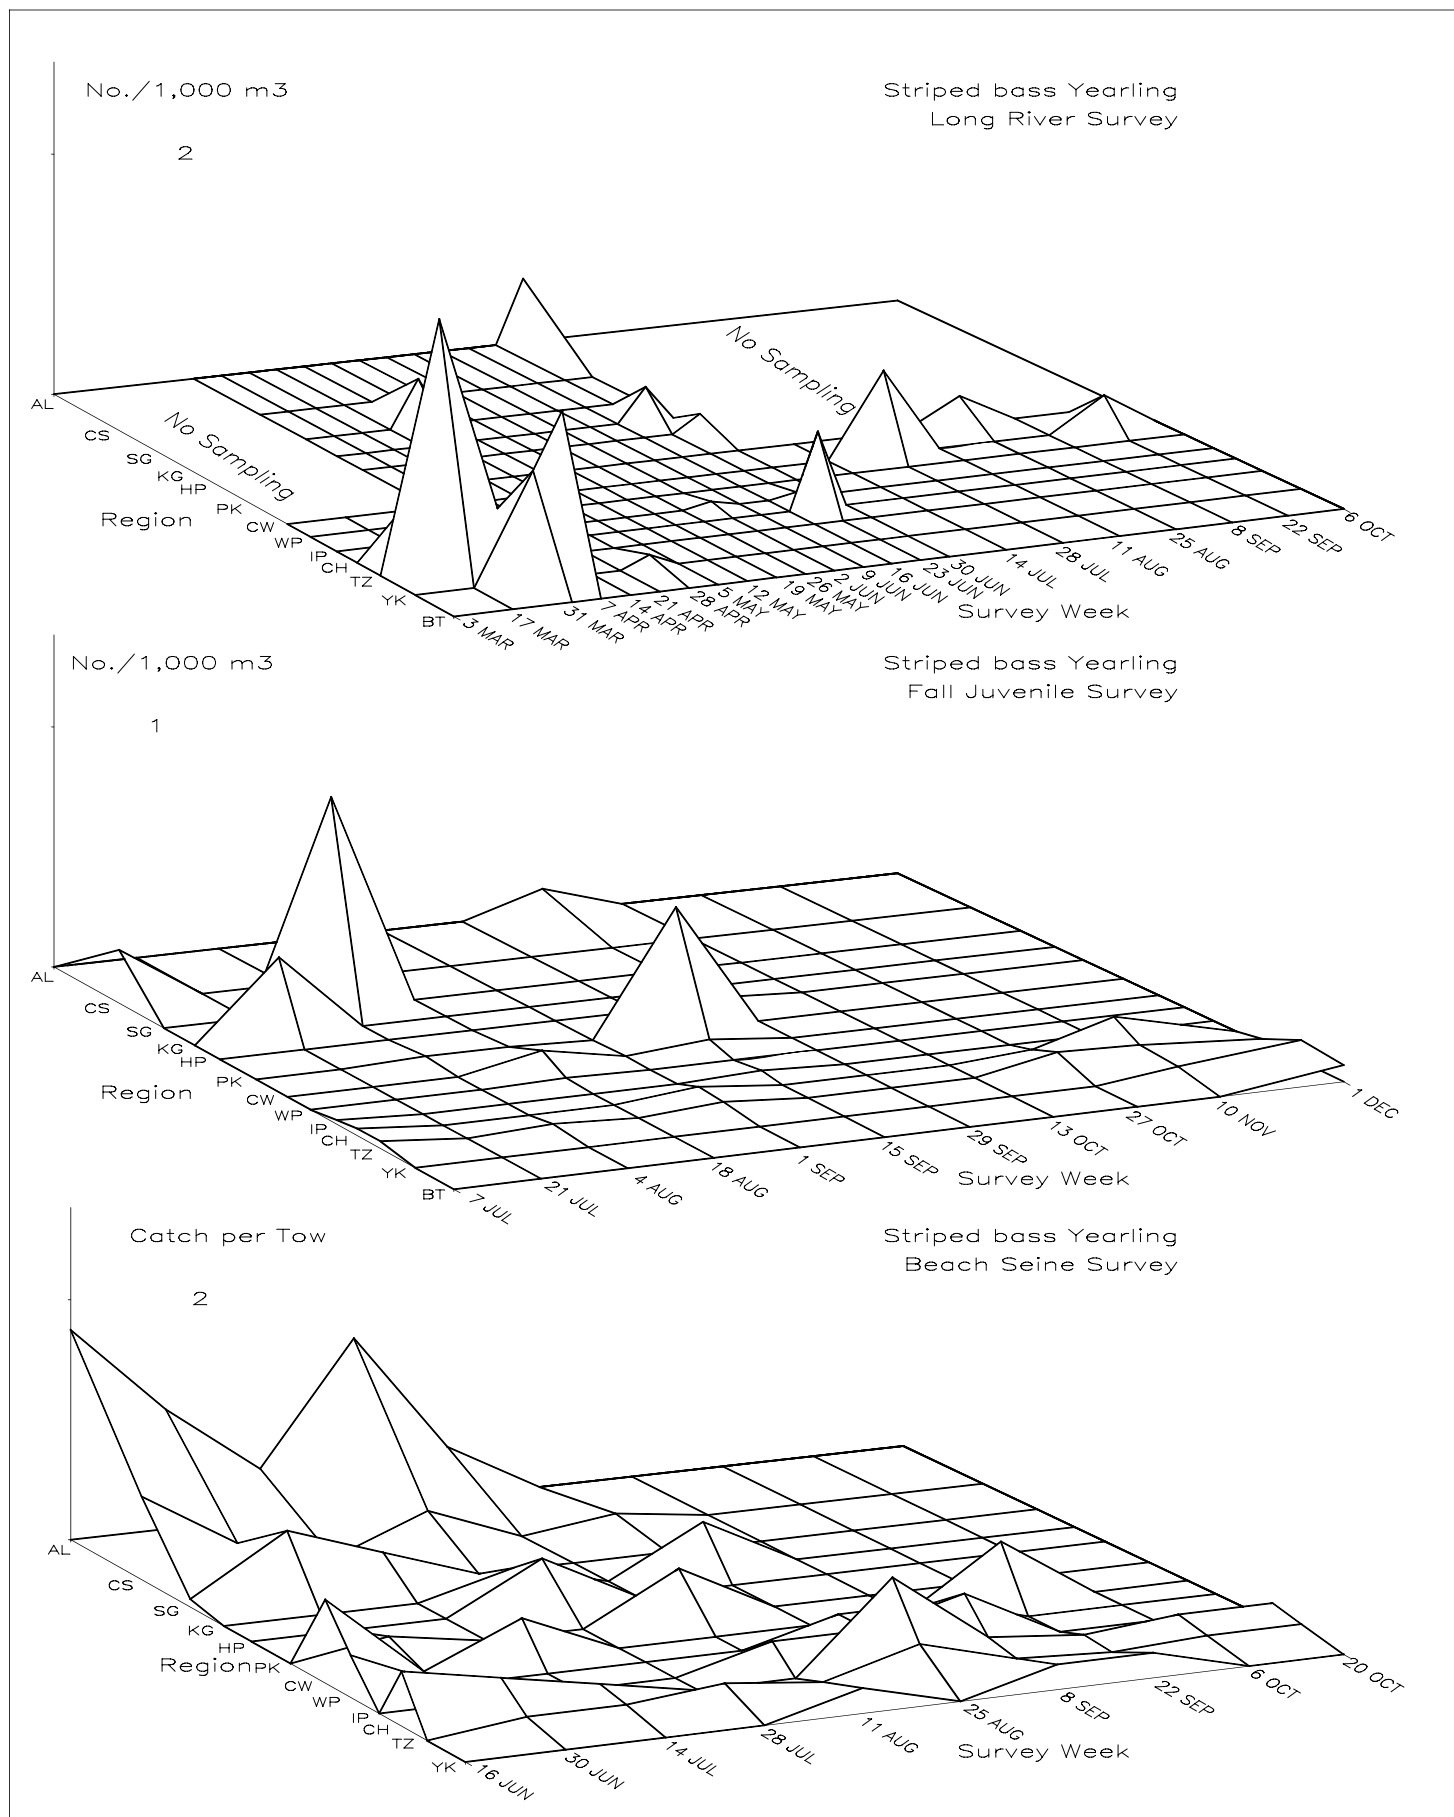 No./1,000 m3
Striped bass Yearling
Long River Survey
2
No Sampling
No Sampling
AL
CS
SG
KG
HP
PK
CW
WP
IP
CH
TZ
YK
BT
Region
3 MAR
17 MAR
31 MAR
7 APR
14 APR
21 APR
28 APR
5 MAY
12 MAY
19 MAY
26 MAY
2 JUN
9 JUN
16 JUN
23 JUN
30 JUN
14 JUL
28 JUL
11 AUG
25 AUG
8 SEP
22 SEP
6 OCT
Survey Week
No./1,000 m3
Striped bass Yearling
Fall Juvenile Survey
1
AL
CS
SG
KG
HP
PK
CW
WP
IP
CH
TZ
YK
BT
Region
7 JUL
21 JUL
4 AUG
18 AUG
1 SEP
15 SEP
29 SEP
13 OCT
27 OCT
10 NOV
1 DEC
Survey Week
Catch per Tow
Striped bass Yearling
Beach Seine Survey
2
AL
CS
SG
KG
HP
PK
CW
WP
IP
CH
TZ
YK
Region
16 JUN
30 JUN
14 JUL
28 JUL
11 AUG
25 AUG
8 SEP
22 SEP
6 OCT
20 OCT
Survey Week